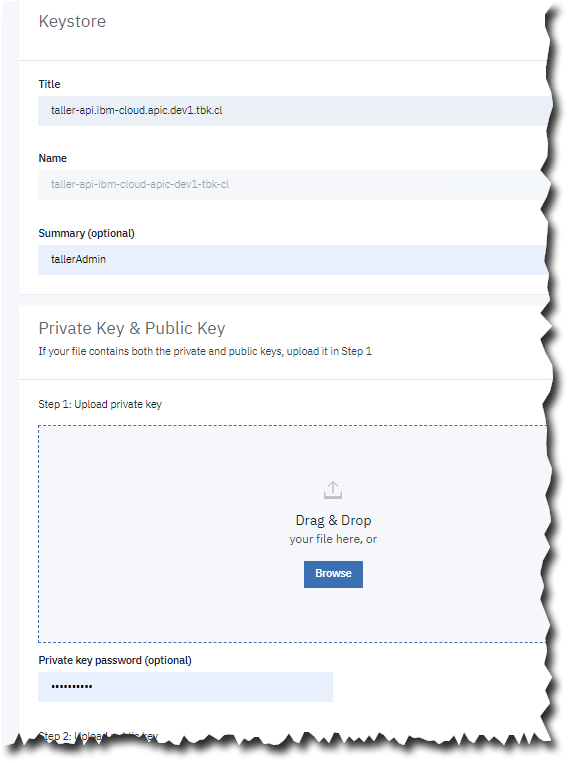 Keystore
Title
taller-api.ibm-cloud.apic.dev1.tbk.cl
Name
taller-api-ibm-cloud-apic-dev1-tbk-cl
Summary (optional)
tallerAdmin
Private Key & Public Key
If your file contains both the private and public keys, upload it in Step 1
Step 1: Upload private key
Drag & Drop
your file here, or
Browse
Private key password (optional)
••••••••••
Step 2: Upload public key